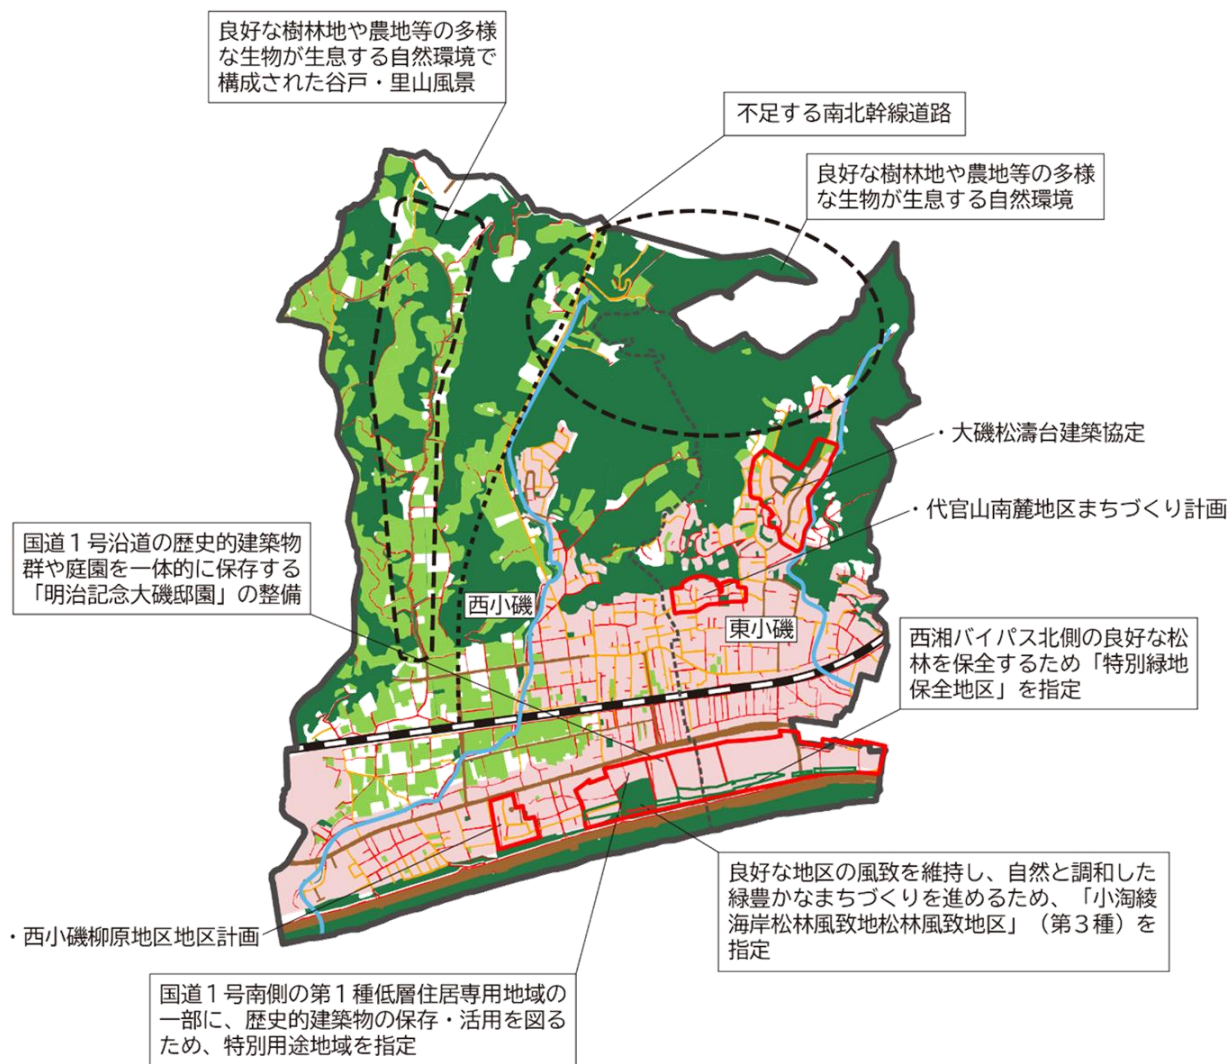 良好な樹林地や農地等の多様
な生物が生息する自然環境で
構成された谷戸・里山風景
不足する南北幹線道路
良好な樹林地や農地等の多様
な生物が生息する自然環境
・大磯松濤台建築協定
・代官山南麓地区まちづくり計画
国道１号沿道の歴史的建築物
群や庭園を一体的に保存する
「明治記念大磯邸園」の整備
西小磯
東小磯
西湘バイパス北側の良好な松
林を保全するため「特別緑地
保全地区」を指定
良好な地区の風致を維持し、自然と調和した
緑豊かなまちづくりを進めるため、「小淘綾
海岸松林風致地松林風致地区」（第３種）を
指定
・西小磯柳原地区地区計画
国道１号南側の第１種低層住居専用地域の
一部に、歴史的建築物の保存・活用を図る
ため、特別用途地域を指定